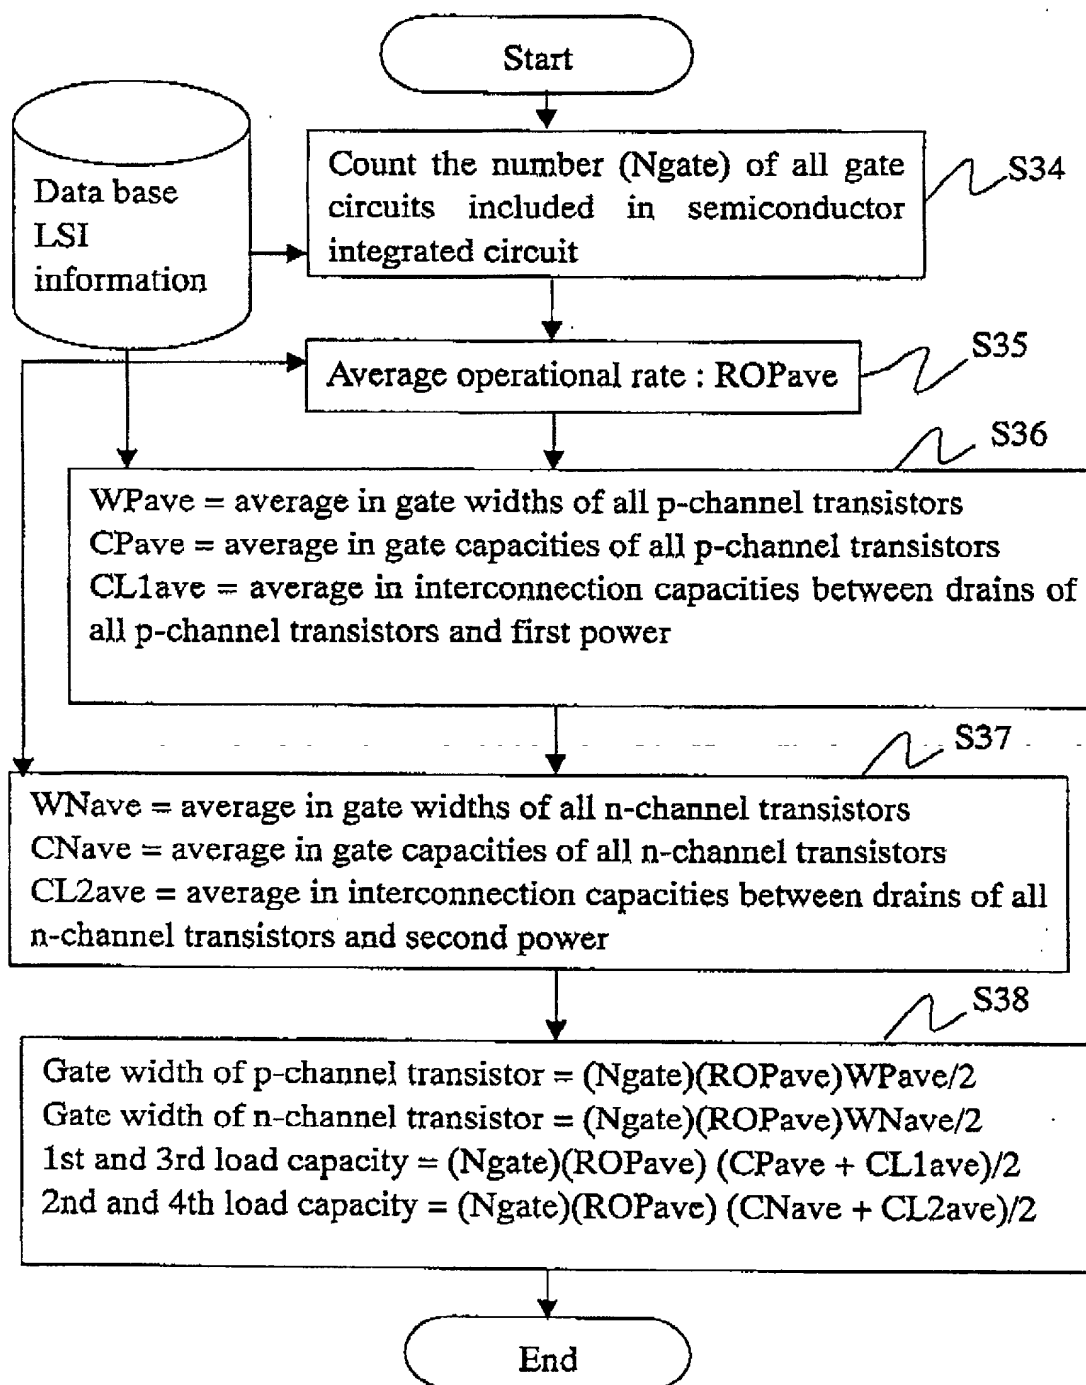 Start
Data base
LSI
information
Count the number (Ngate) of all gate
circuits included in semiconductor
integrated circuit
S34
Average operational rate : ROPave
S35
S36
WPave = average in gate widths of all p-channel transistors
CPave = average in gate capacities of all p-channel transistors
CL1ave = average in interconnection capacities between drains of
all p-channel transistors and first power
S37
WNave = average in gate widths of all n-channel transistors
CNave = average in gate capacities of all n-channel transistors
CL2ave = average in interconnection capacities between drains of all
n-channel transistors and second power
S38
Gate width of p-channel transistor = (Ngate)(ROPave)WPave/2
Gate width of n-channel transistor = (Ngate)(ROPave)WNave/2
1st and 3rd load capacity = (Ngate)(ROPave) (CPave + CL1ave)/2
2nd and 4th load capacity = (Ngate)(ROPave) (CNave + CL2ave)/2
End